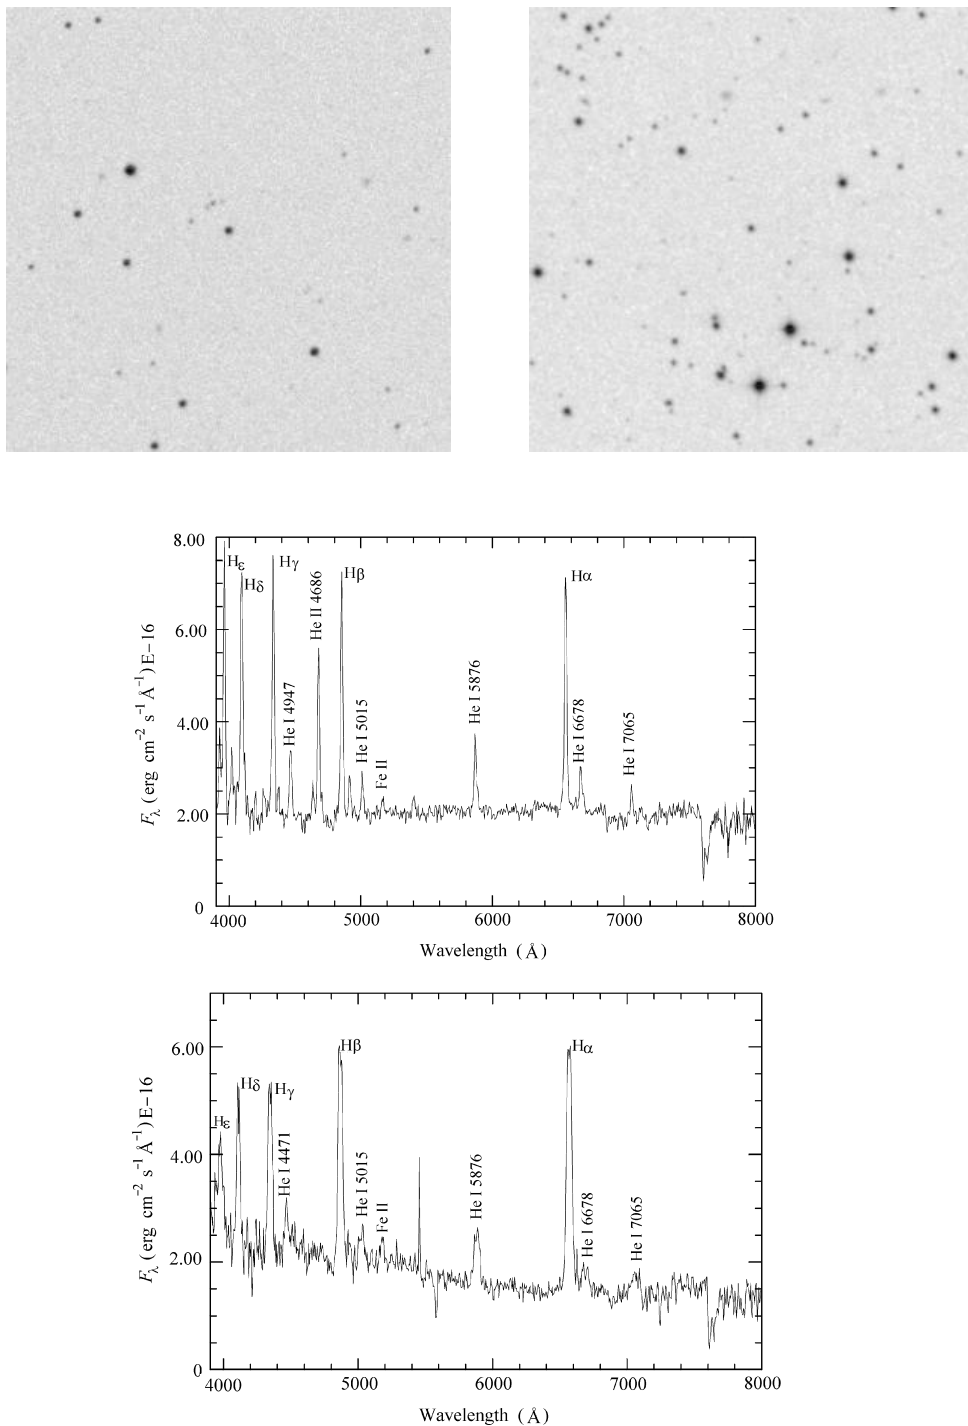 8.00
6.00
4.00
2.00
0
Hε
Hδ
Hγ
He I 4947
He II 4686
Hβ
He I 5015
Fe II
He I 5876
Hα
He I 6678
He I 7065
Fλ (erg cm−2 s−1 Å−1) E−16
4000 5000 6000 7000 8000
Wavelength (Å)
6.00
4.00
2.00
0
Hε
Hδ
Hγ
He I 4471
Hβ
He I 5015
Fe II
He I 5876
Hα
He I 6678
He I 7065
Fλ (erg cm−2 s−1 Å−1) E−16
4000 5000 6000 7000 8000
Wavelength (Å)